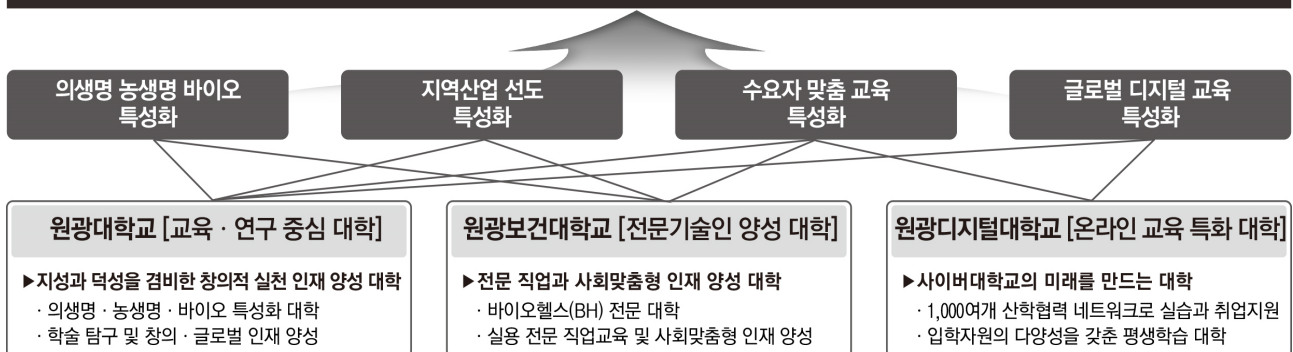 의생명 농생명 바이오
특성화
지역산업 선도
특성화
수요자 맞춤 교육
특성화
글로벌 디지털 교육
특성화
원광대학교 [교육 · 연구 중심 대학]
▶지성과 덕성을 겸비한 창의적 실천 인재 양성 대학
· 의생명 · 농생명 · 바이오 특성화 대학
· 학술 탐구 및 창의 · 글로벌 인재 양성
원광보건대학교 [전문기술인 양성 대학]
▶전문 직업과 사회맞춤형 인재 양성 대학
· 바이오헬스(BH) 전문 대학
· 실용 전문 직업교육 및 사회맞춤형 인재 양성
원광디지털대학교 [온라인 교육 특화 대학]
▶사이버대학교의 미래를 만드는 대학
· 1,000여개 산학협력 네트워크로 실습과 취업지원
· 입학자원의 다양성을 갖춘 평생학습 대학